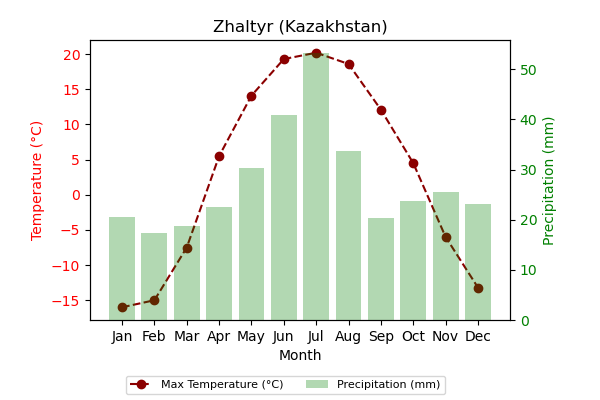 Zhaltyr (Kazakhstan)
20
15
10
5
0
−5
−10
−15
Temperature (°C)
50
40
30
20
10
0
Precipitation (mm)
Jan Feb Mar Apr May Jun Jul Aug Sep Oct Nov Dec
Month
Max Temperature (°C) Precipitation (mm)